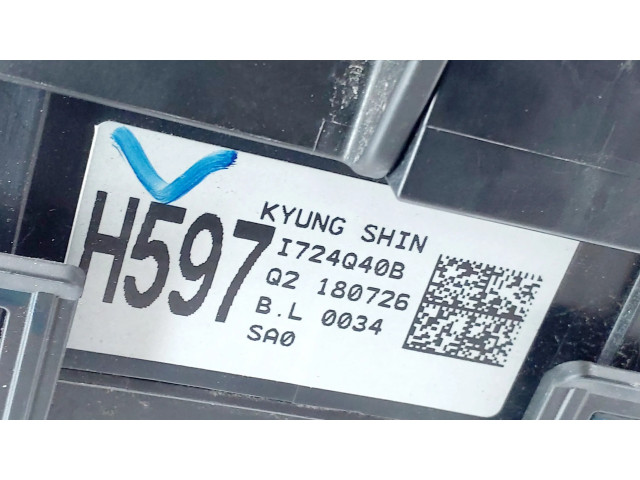 H597
KYUNG SHIN
I724Q40B
Q2 180726
B.L 0034
SA0